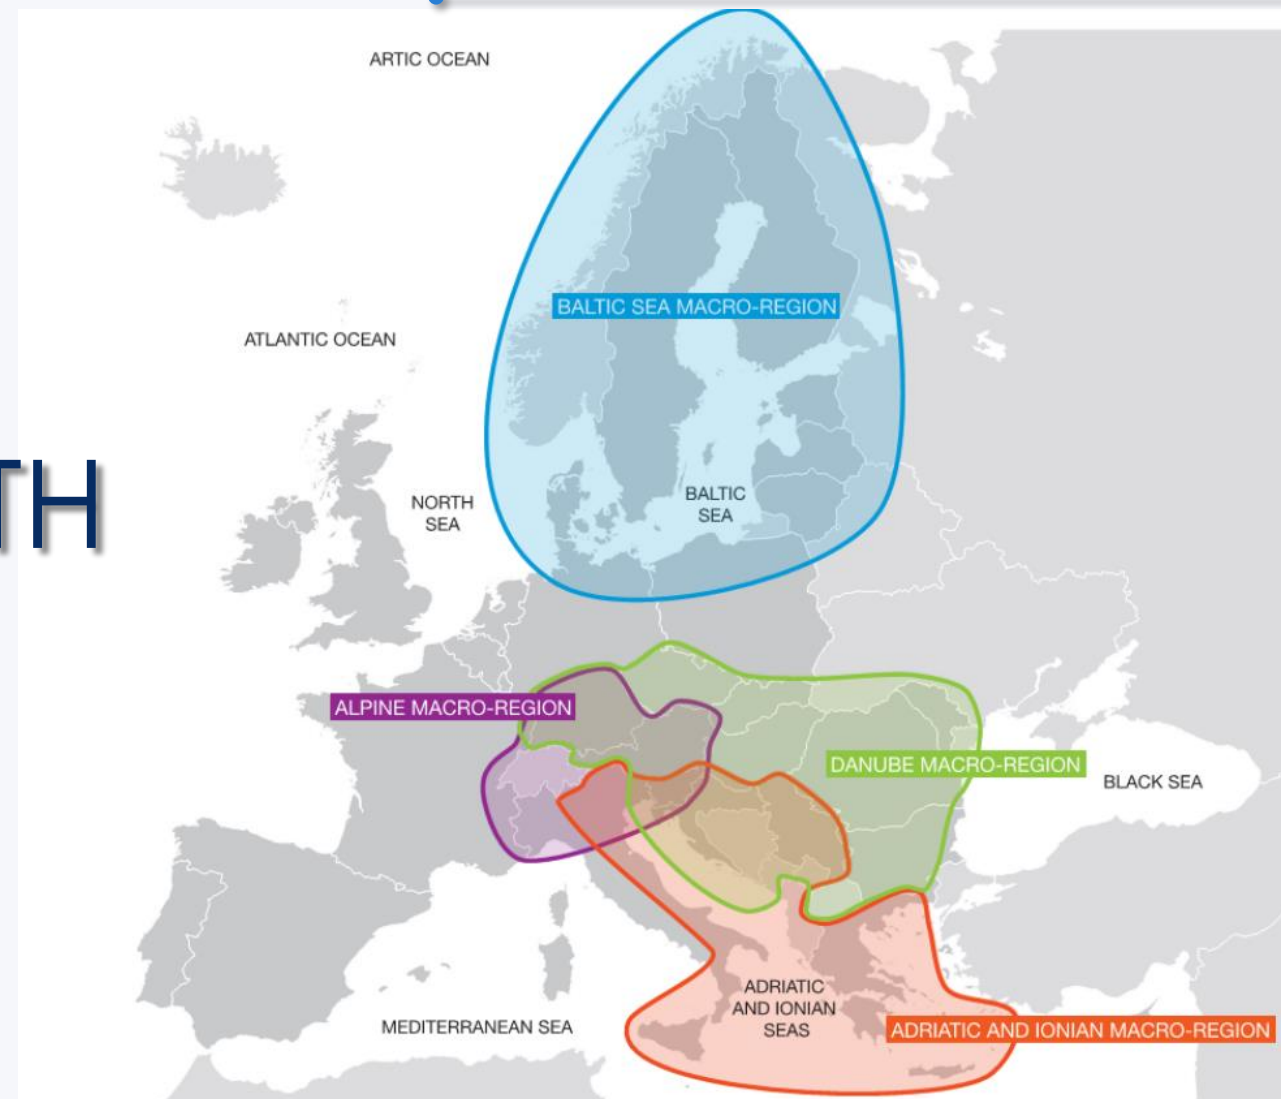 ARTIC OCEAN
BALTIC SEA MACRO-REGION
ATLANTIC OCEAN
TH
NORTH
SEA
BALTIC
SEA
ALPINE MACRO-REGION
DANUBE MACRO-REGION
BLACK SEA
ADRIATIC
AND IONIAN
SEAS
MEDITERRANEAN SEA
ADRIATIC AND IONIAN MACRO-REGION